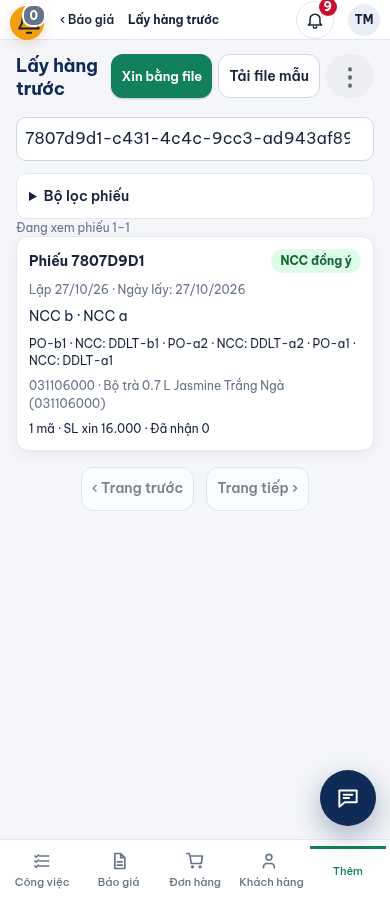 0
‹ Báo giá
Lấy hàng trước
9
TM
Lấy hàng trước
Xin bằng file
Tải file mẫu
7807d9d1-c431-4c4c-9cc3-ad943af89
Bộ lọc phiếu
Đang xem phiếu 1–1
Phiếu 7807D9D1
NCC đồng ý
Lập 27/10/26 · Ngày lấy: 27/10/2026
NCC b · NCC a
PO-b1 · NCC: DDLT-b1 · PO-a2 · NCC: DDLT-a2 · PO-a1 ·
NCC: DDLT-a1
031106000 · Bộ trà 0.7 L Jasmine Trắng Ngà
(031106000)
1 mã · SL xin 16.000 · Đã nhận 0
‹ Trang trước
Trang tiếp ›
Công việc
Báo giá
Đơn hàng
Khách hàng
Thêm